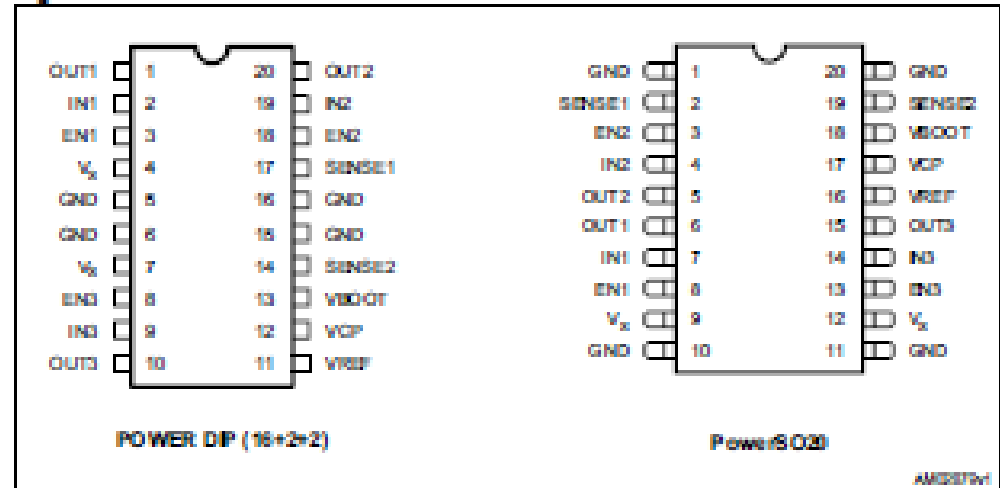 OUT1 1 20 OUT2
IN1 2 19 IN2
EN1 3 18 EN2
4 17 SENSE1
GND 5 16 GND
GND 6 15 GND
7 14 SENSE2
EN3 8 13 VBOOT
IN3 9 12 VCP
OUT3 10 11 VREF
POWER DIP (16+2+2)
GND 1 20 GND
SENSE1 2 19 SENSE2
EN2 3 18 VBOOT
IN2 4 17 VCP
OUT2 5 16 VREF
OUT1 6 15 OUT3
IN1 7 14 IN3
EN1 8 13 EN3
9 12
GND 10 11 GND
PowerSO20